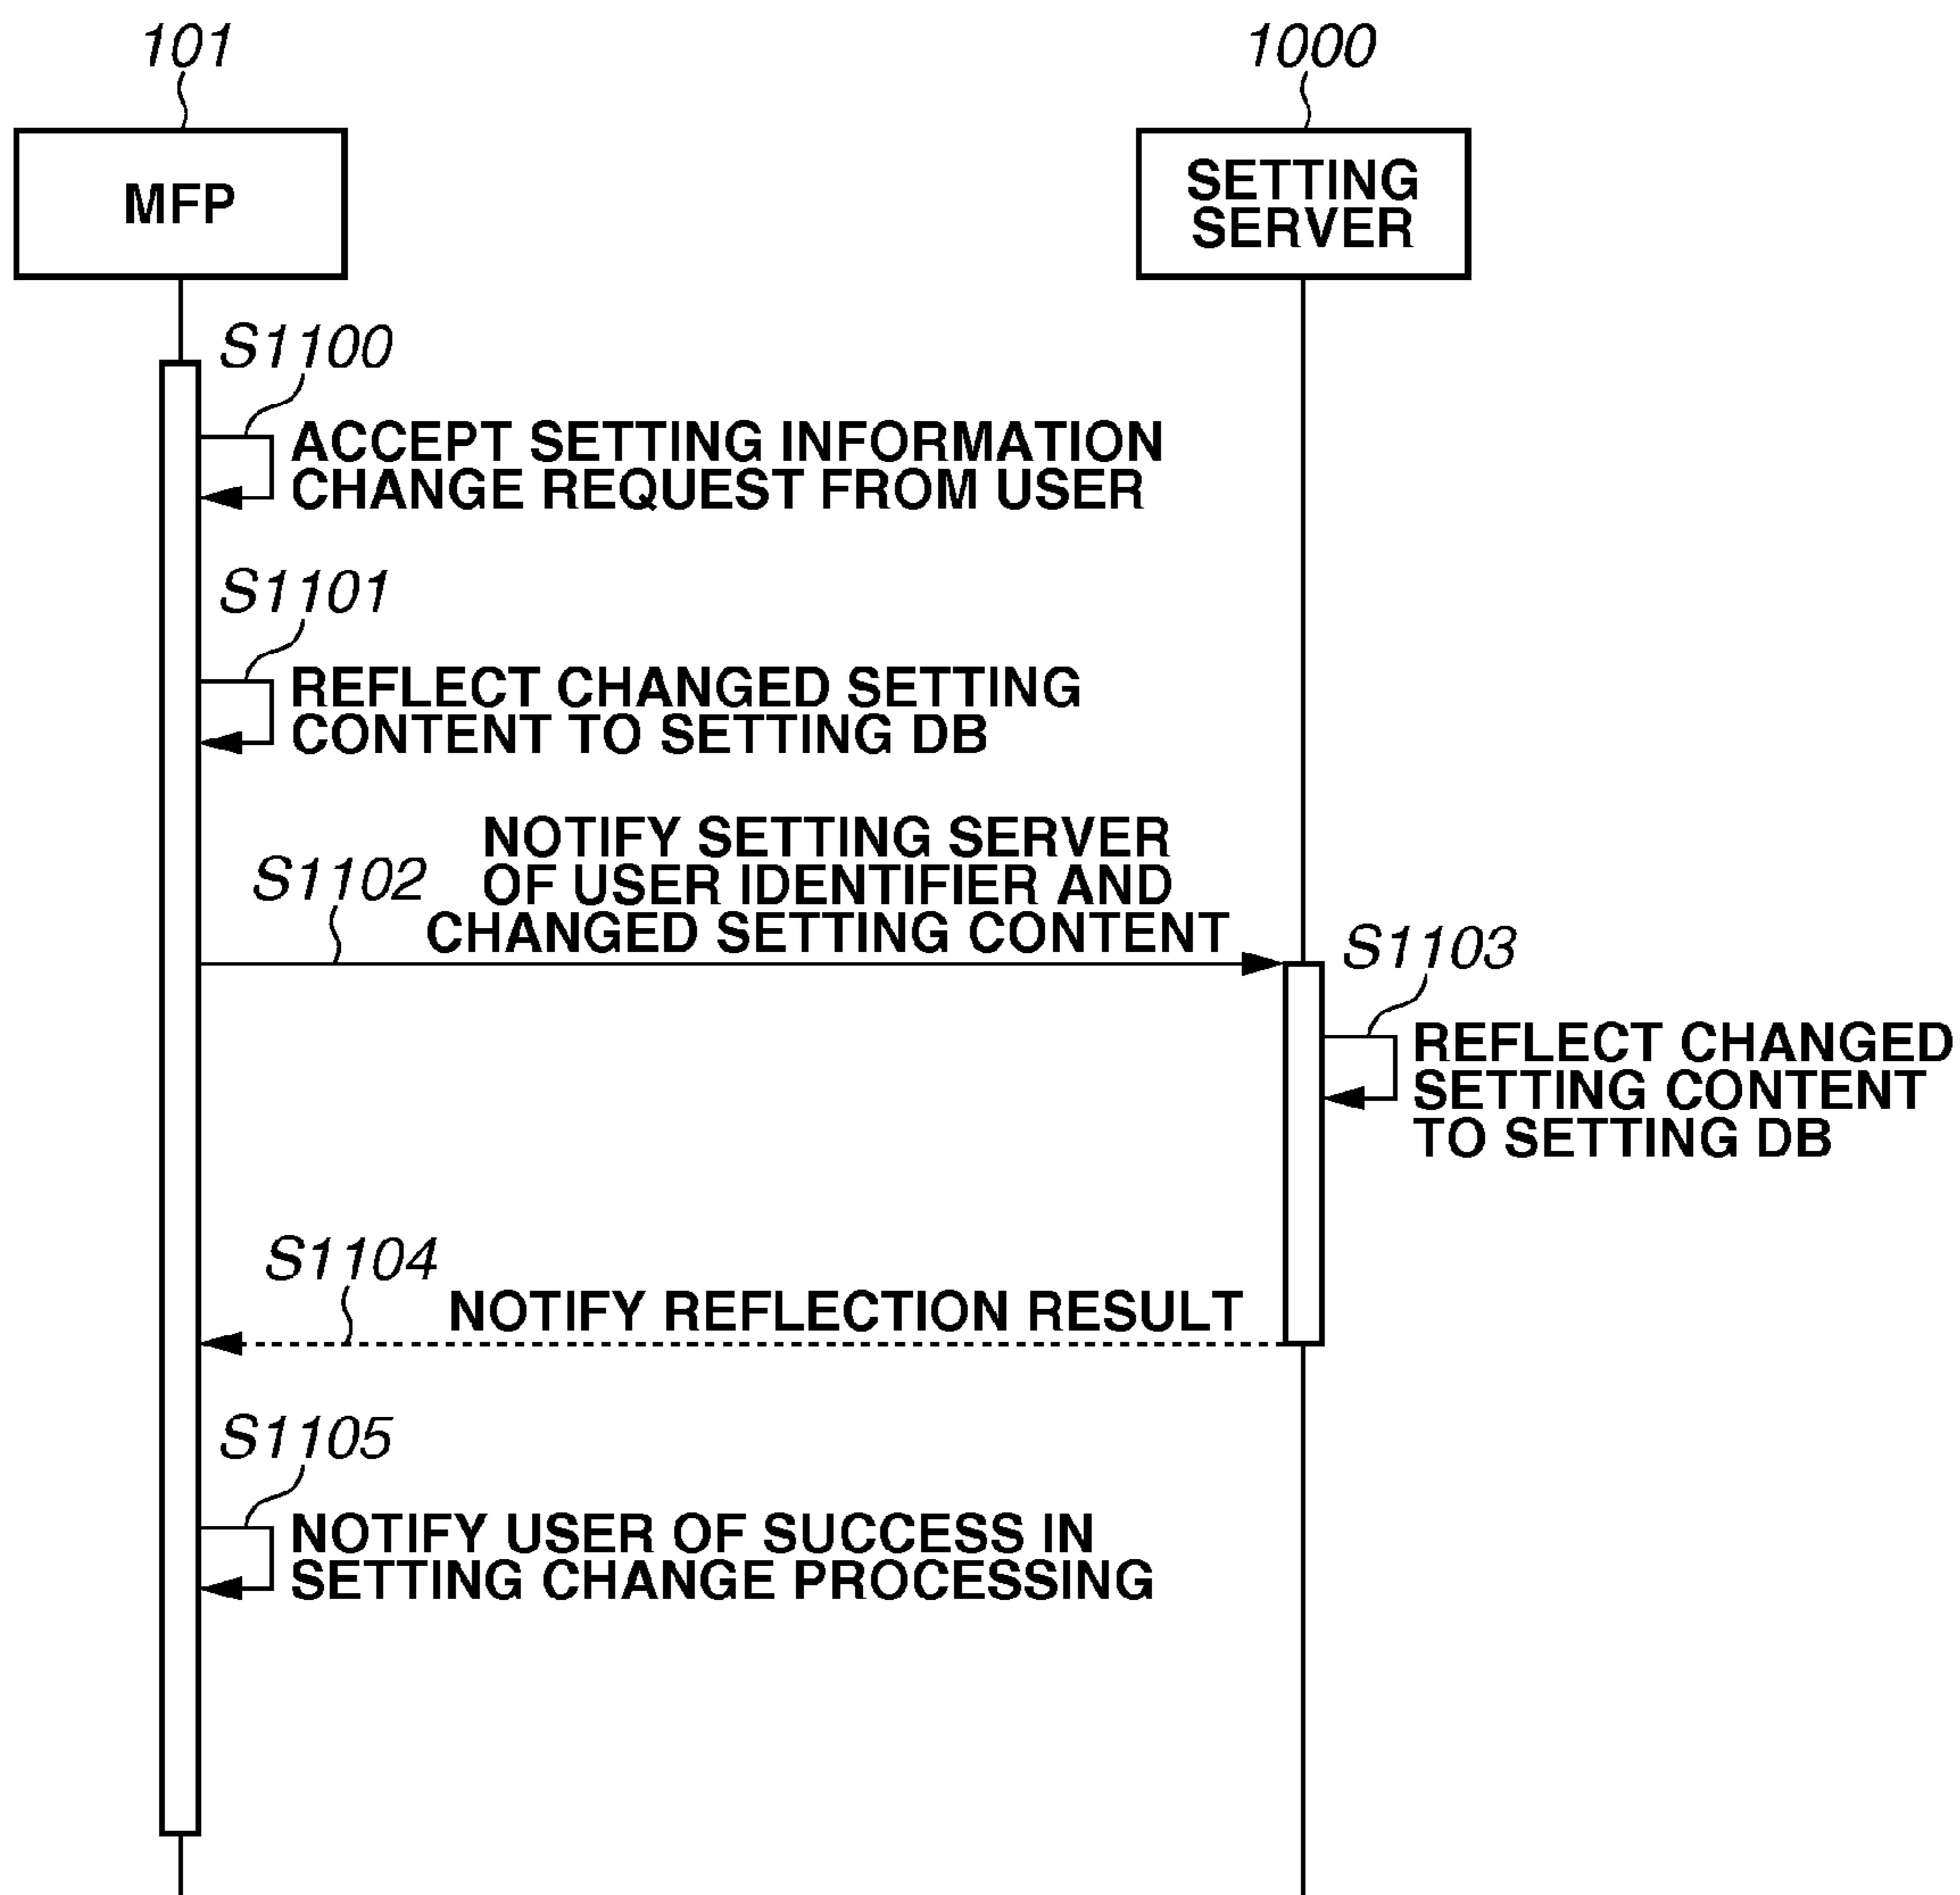 101
1000
MFP
SETTING
SERVER
S1100
ACCEPT SETTING INFORMATION
CHANGE REQUEST FROM USER
S1101
REFLECT CHANGED SETTING
CONTENT TO SETTING DB
S1102
NOTIFY SETTING SERVER
OF USER IDENTIFIER AND
CHANGED SETTING CONTENT
S1103
REFLECT CHANGED
SETTING CONTENT
TO SETTING DB
S1104
NOTIFY REFLECTION RESULT
S1105
NOTIFY USER OF SUCCESS IN
SETTING CHANGE PROCESSING